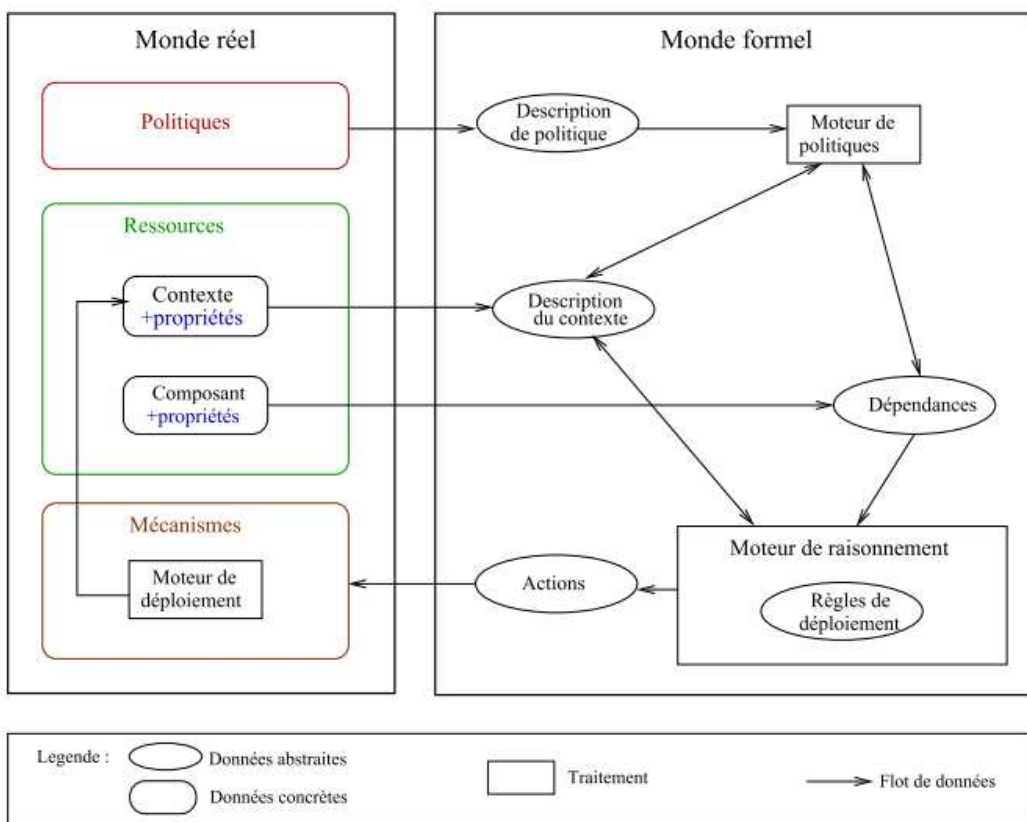 Monde réel
Monde formel
Politiques
Description
de politique
Moteur de
politiques
Ressources
Contexte
+propriétés
Description
du contexte
Composant
+propriétés
Dépendances
Mécanismes
Moteur de
déploiement
Actions
Moteur de raisonnement
Règles de
déploiement
Legende :
Données abstraites
Données concrètes
Traitement
Flot de données